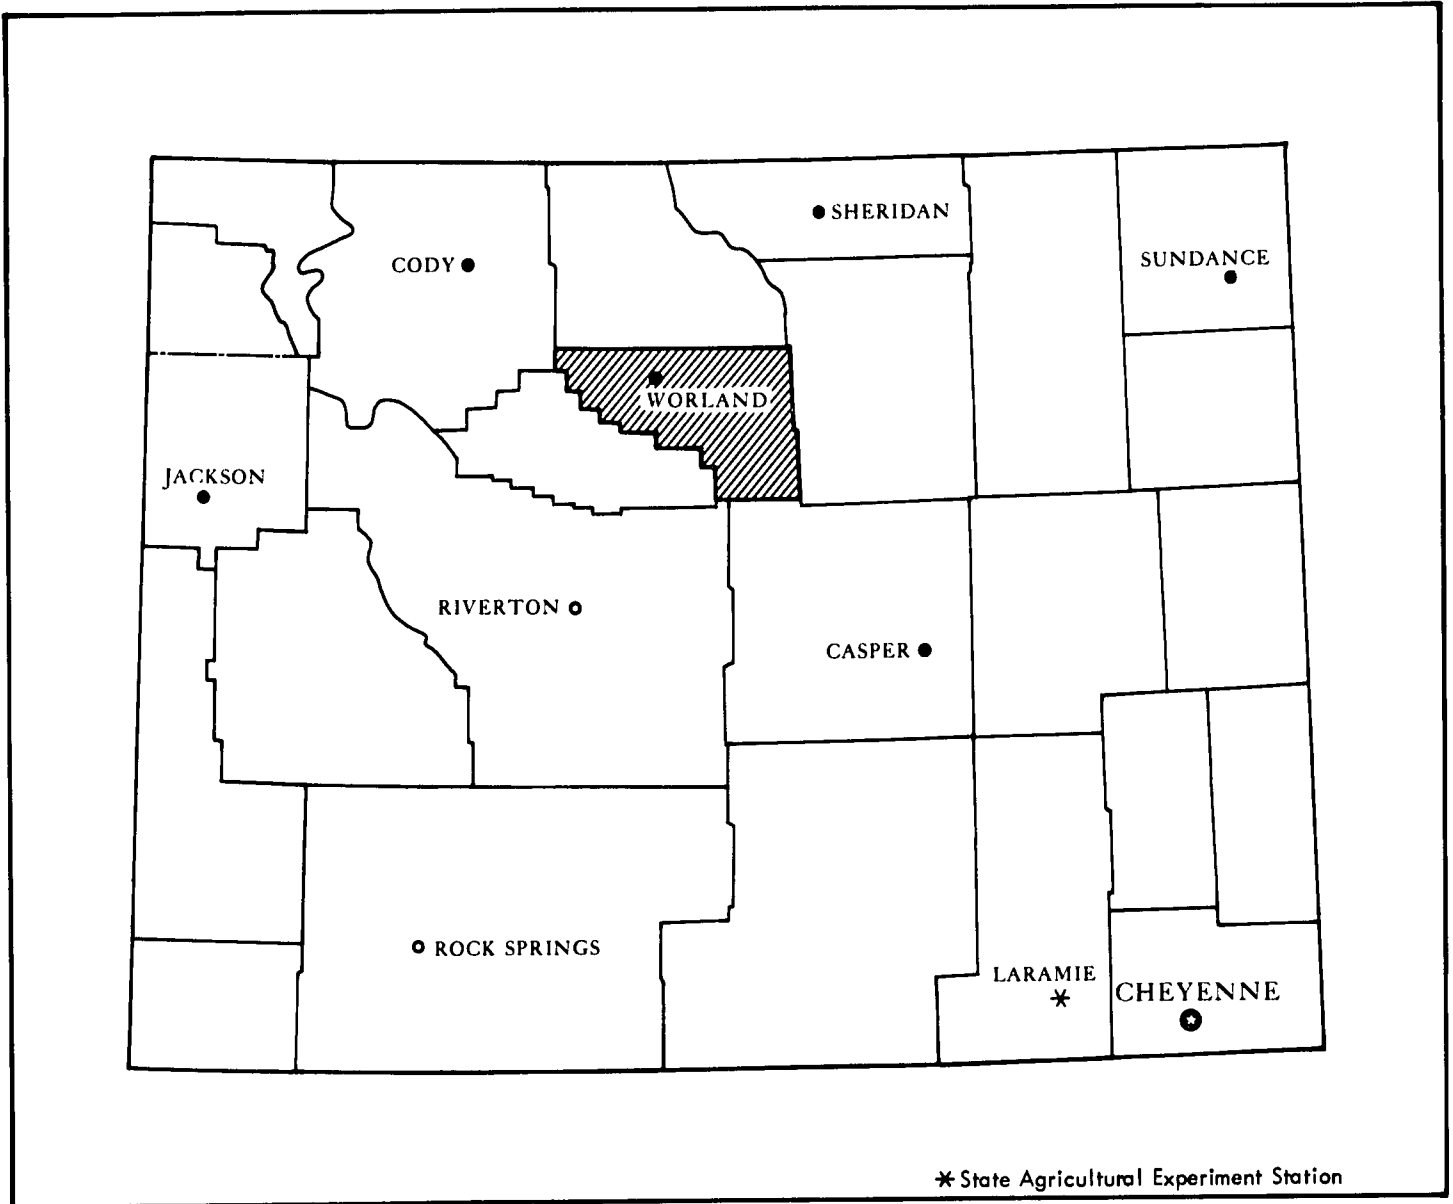 SHERIDAN
SUNDANCE
CODY
WORLAND
JACKSON
RIVERTON
CASPER
ROCK SPRINGS
LARAMIE
CHEYENNE
* State Agricultural Experiment Station